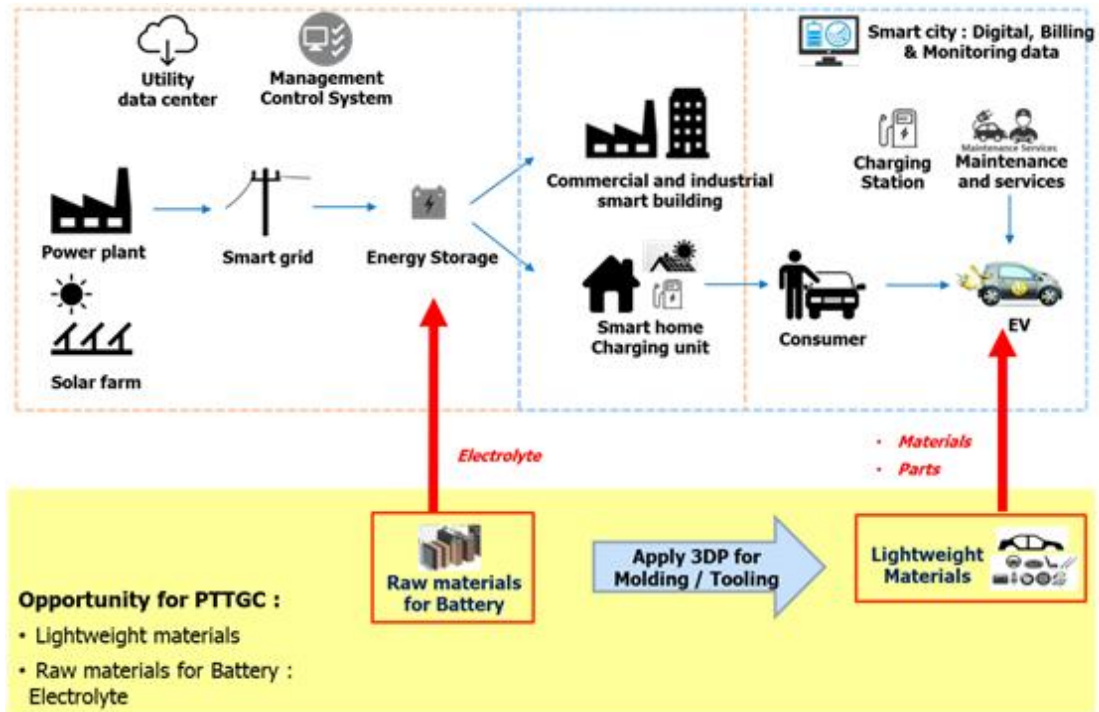 Utility
data center
Management
Control System
Smart city : Digital, Billing
& Monitoring data
Power plant
Smart grid
Energy Storage
Commercial and industrial
smart building
Charging
Station
Maintenance Services
Maintenance
and services
Solar farm
Smart home
Charging unit
Consumer
EV
Electrolyte
• Materials
• Parts
Raw materials
for Battery
Apply 3DP for
Molding / Tooling
Lightweight
Materials
Opportunity for PTTGC :
• Lightweight materials
• Raw materials for Battery :
Electrolyte